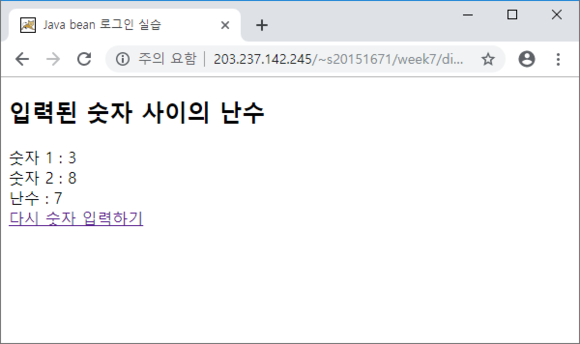 Java bean 로그인 실습
주의 요함 203.237.142.245/~s20151671/week7/di...
입력된 숫자 사이의 난수
숫자 1 : 3
숫자 2 : 8
난수 : 7
다시 숫자 입력하기